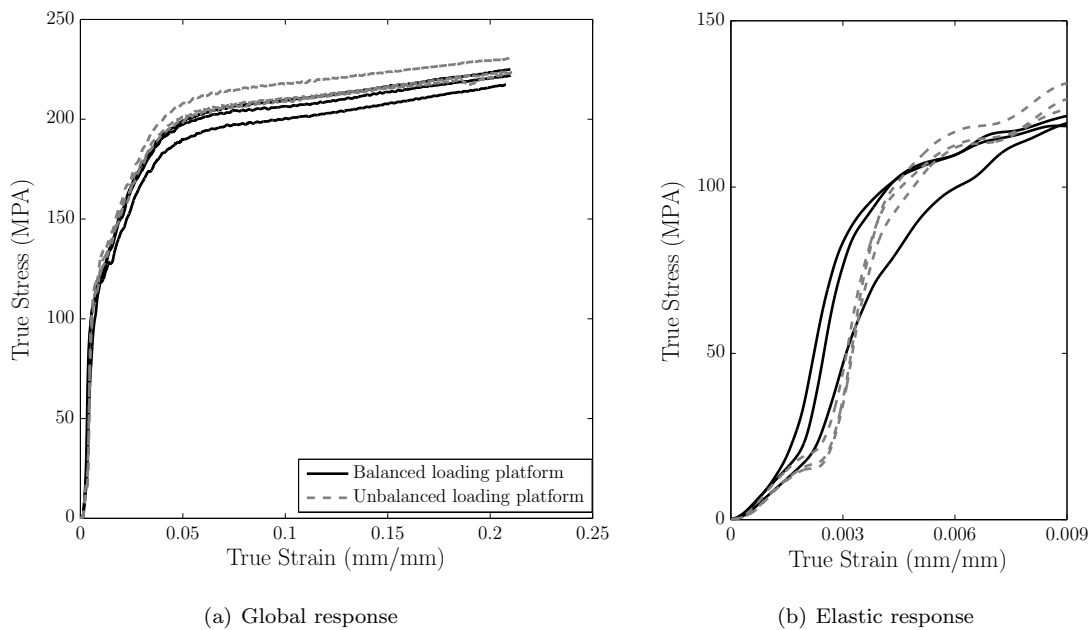 250
200
150
100
50
0
0
0.05
0.1
0.15
0.2
0.25
True Stress (MPA)
True Strain (mm/mm)
Balanced loading platform
Unbalanced loading platform
(a) Global response
150
100
50
0
0
0.003
0.006
0.009
True Stress (MPA)
True Strain (mm/mm)
(b) Elastic response